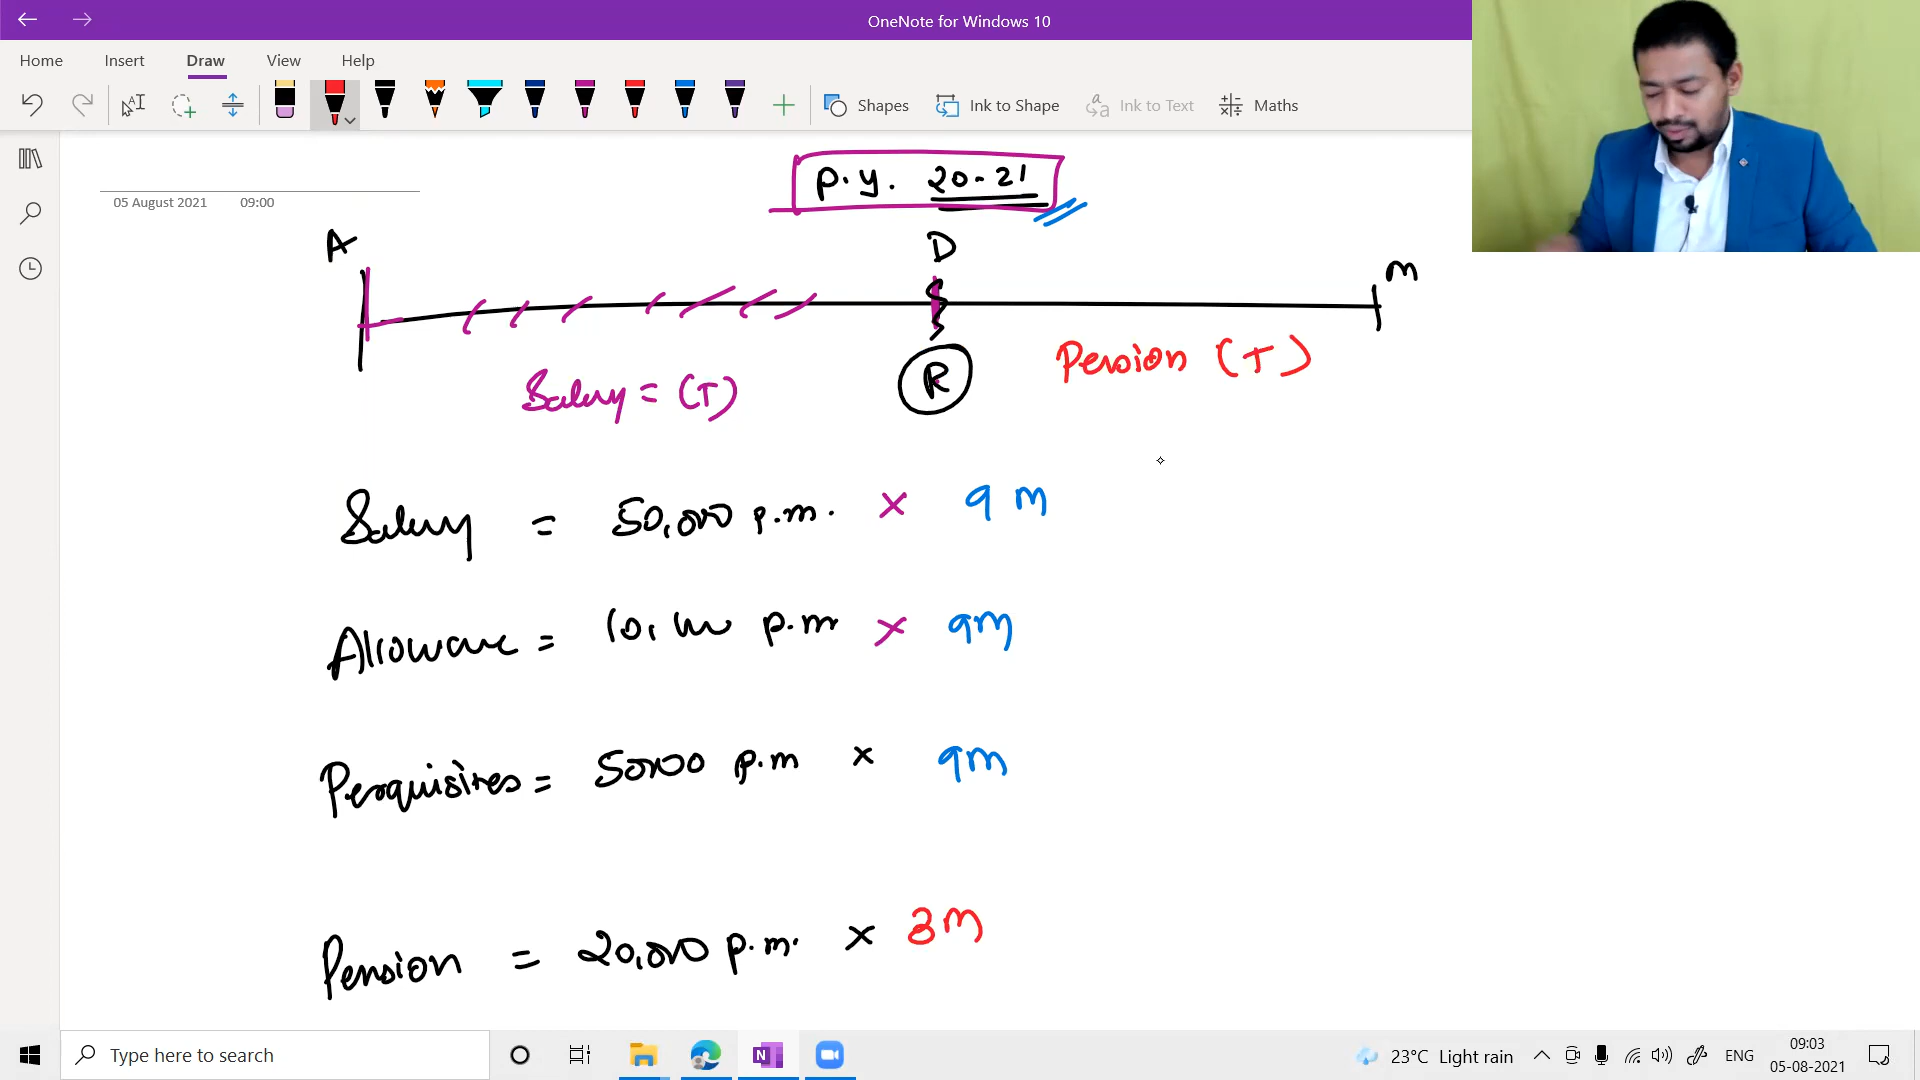 OneNote for Windows 10
Home Insert Draw View Help
Shapes Ink to Shape Ink to Text Maths
P.y. 20-21
05 August 2021 09:00
A D M
R
Salary = (T) Pension (T)
Salary = 50,000 p.m. × 9 m
Allowance = 10,000 p.m × 9m
Perquisites = 5000 p.m × 9m
Pension = 20,000 p.m. × 3m
Type here to search
23°C Light rain ENG
09:03
05-08-2021